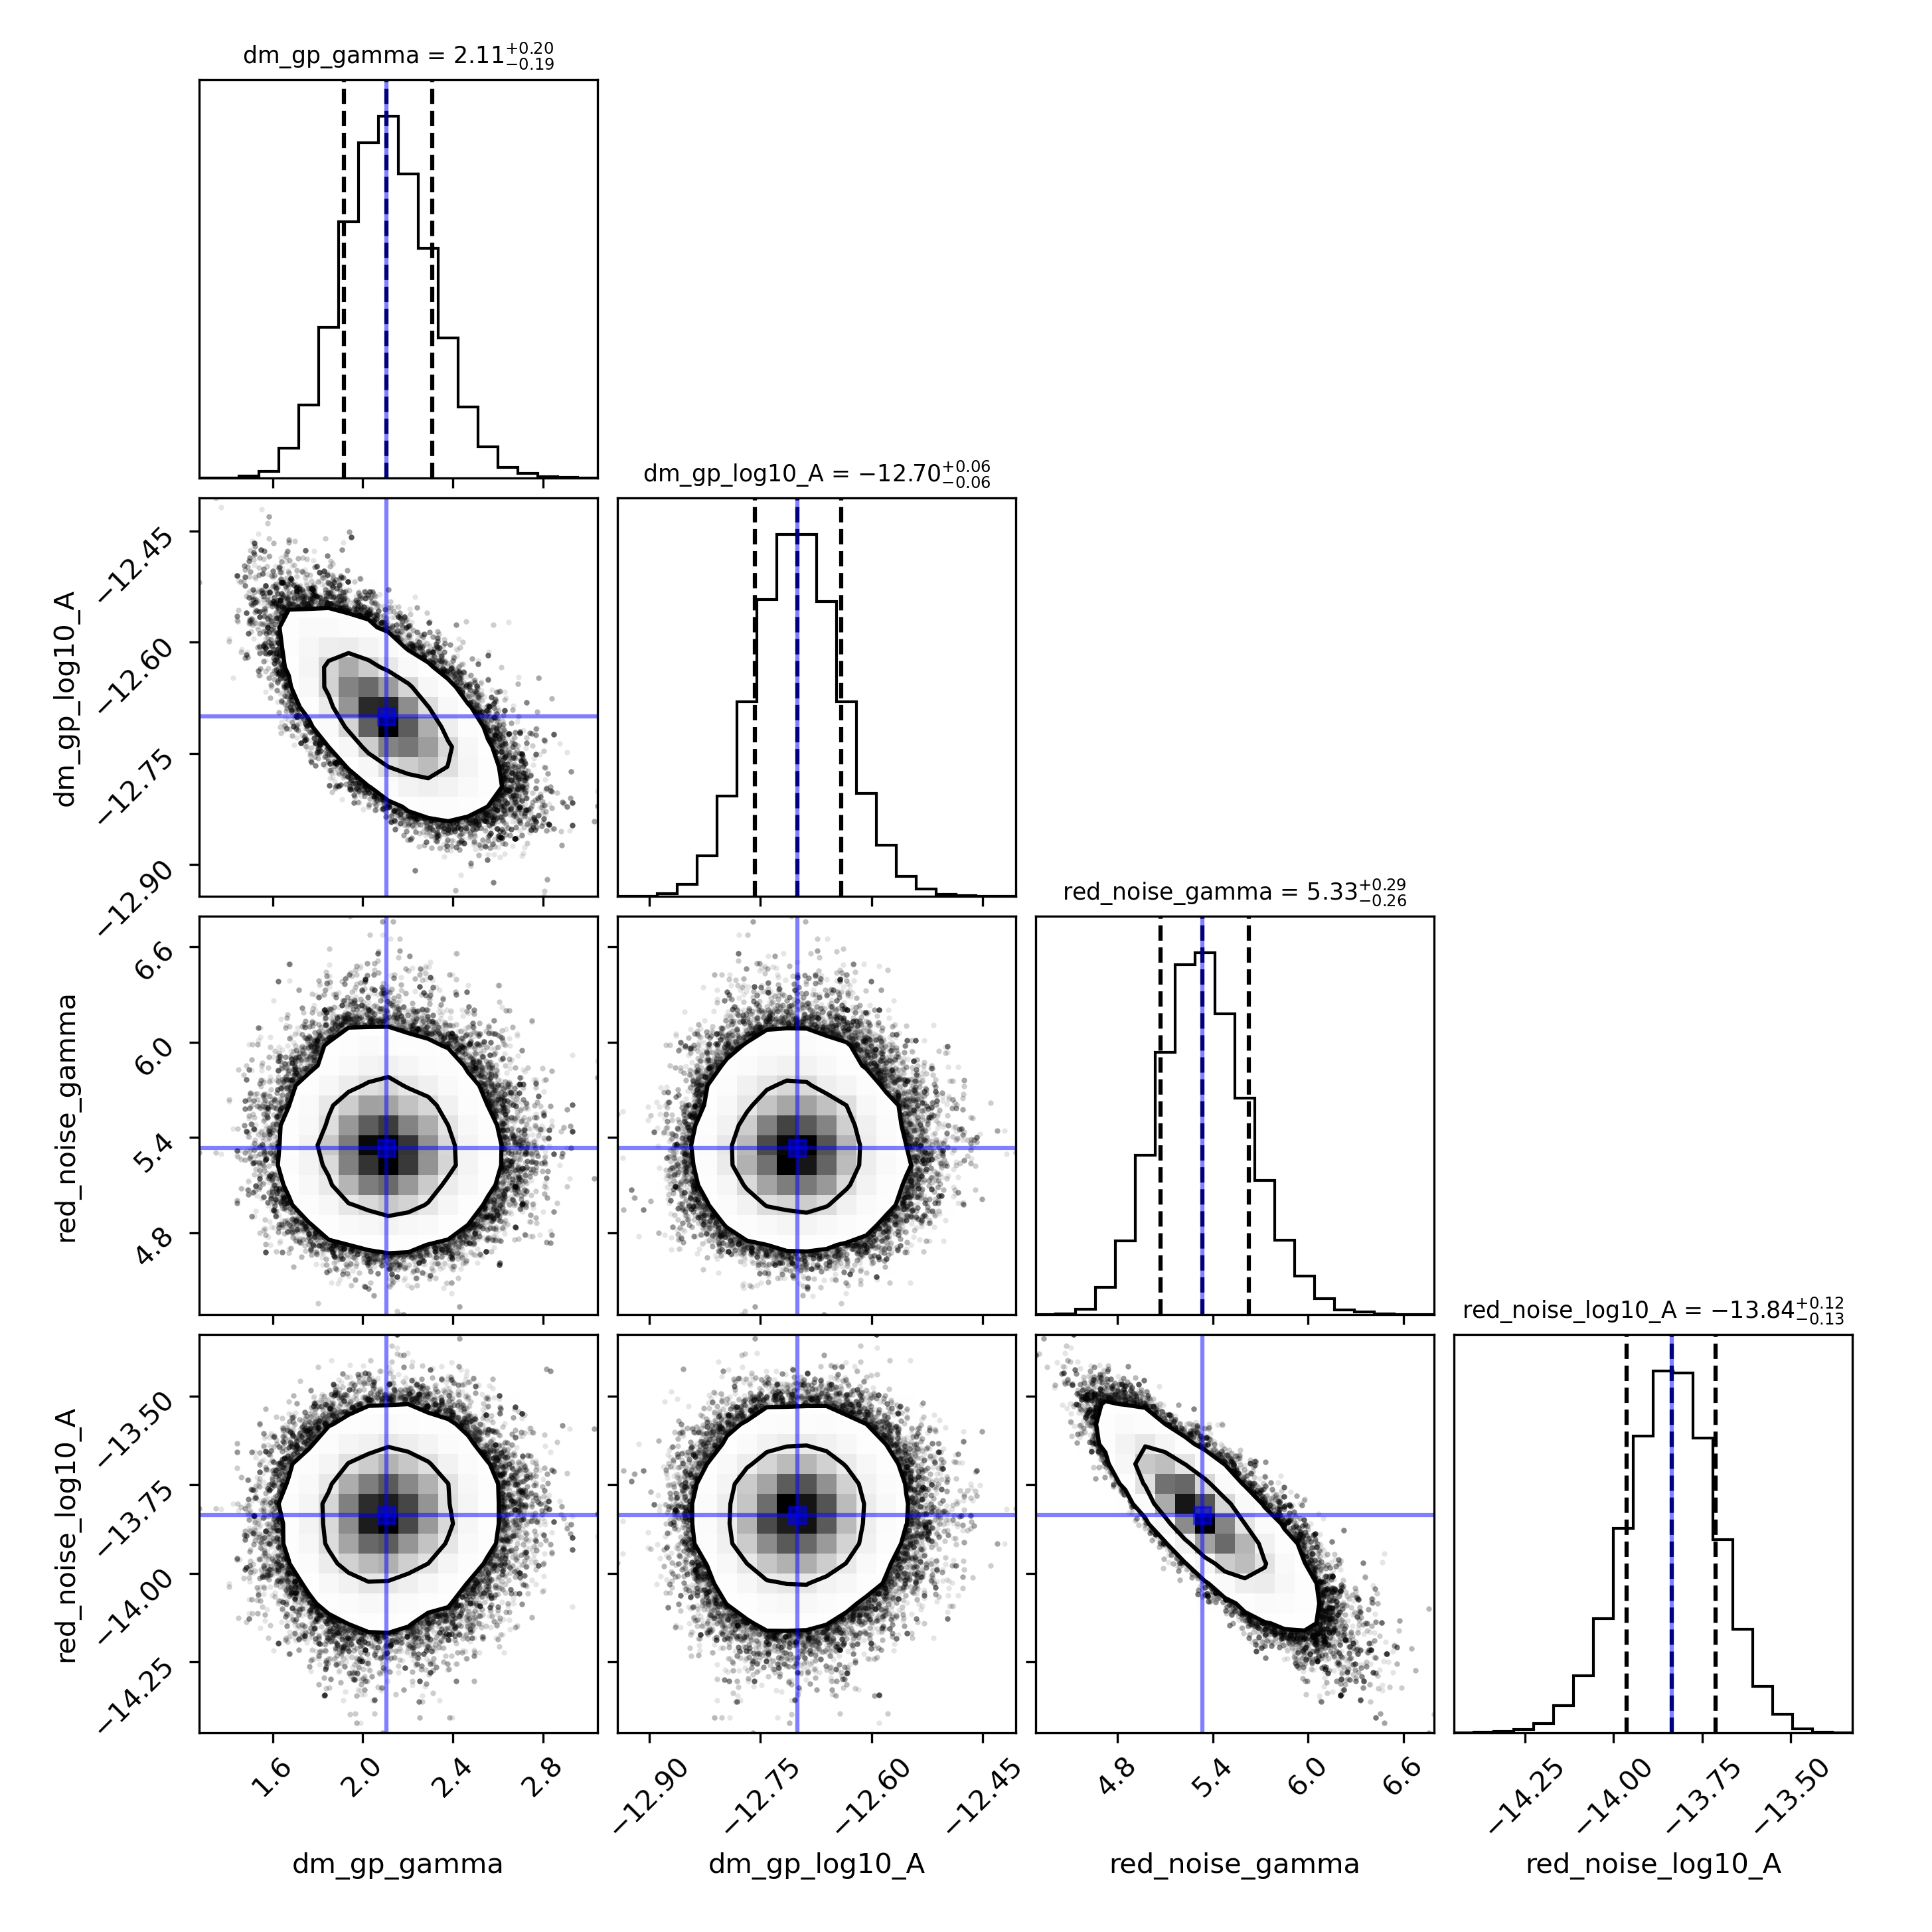 dm_gp_gamma = 2.11+0.20−0.19
dm_gp_log10_A
−12.45
−12.60
−12.75
−12.90
dm_gp_log10_A = −12.70+0.06−0.06
red_noise_gamma
6.6
6.0
5.4
4.8
red_noise_gamma = 5.33+0.29−0.26
red_noise_log10_A
−13.50
−13.75
−14.00
−14.25
red_noise_log10_A = −13.84+0.12−0.13
1.6 2.0 2.4 2.8
−12.90 −12.75 −12.60 −12.45
4.8 5.4 6.0 6.6
−14.25 −14.00 −13.75 −13.50
dm_gp_gamma
dm_gp_log10_A
red_noise_gamma
red_noise_log10_A